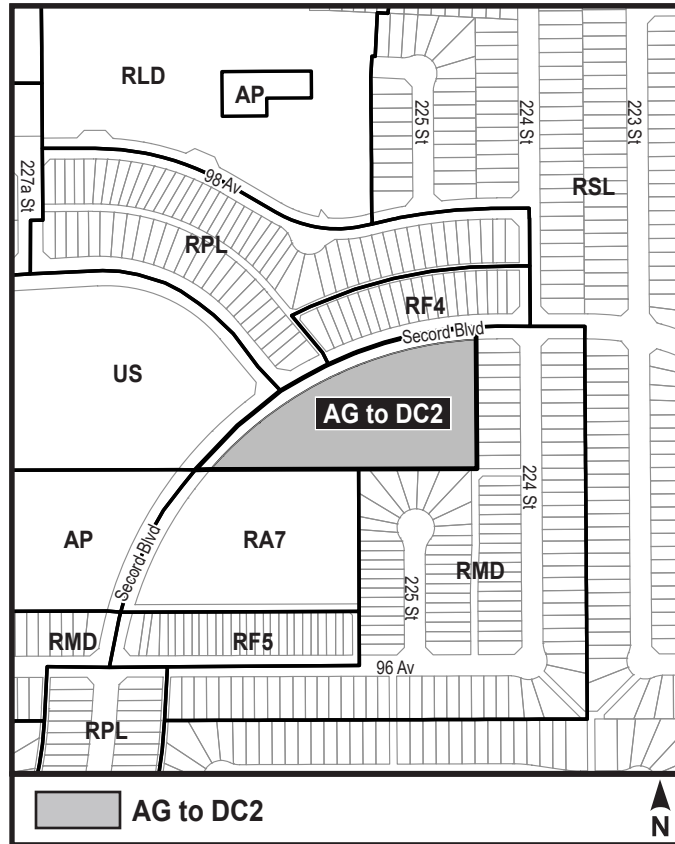 RLD
AP
227a St
98 Av
225 St
224 St
223 St
RSL
RPL
RF4
Secord Blvd
US
AG to DC2
224 St
AP
RA7
Secord Blvd
225 St
RMD
RMD
RF5
96 Av
RPL
AG to DC2
N